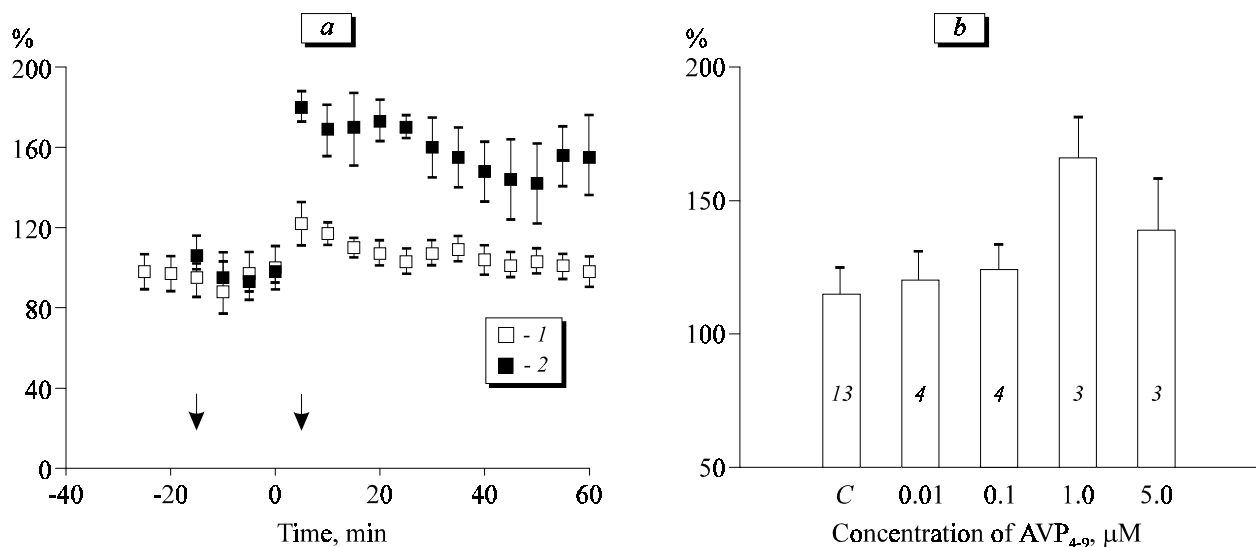 a
%
200
160
120
80
40
0
-40 -20 0 20 40 60
Time, min
- 1
- 2
b
%
200
150
100
50
13 4 4 3 3
C 0.01 0.1 1.0 5.0
Concentration of AVP4-9, μM